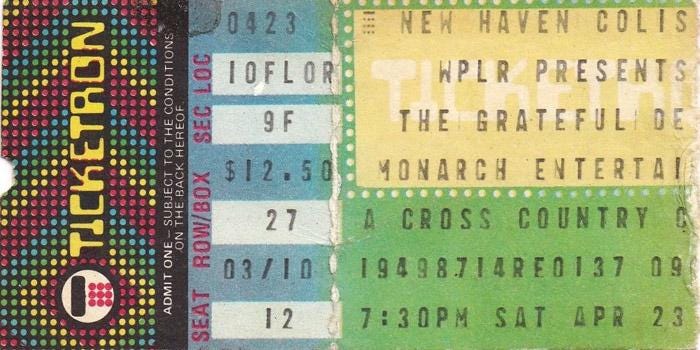 TICKETRON
ADMIT ONE – SUBJECT TO THE CONDITIONS
ON THE BACK HEREOF.
SEAT ROW/BOX SEC LOC
0423
10FLOR
9F
$12.50
27
03/10
12
TICKETRO
NEW HAVEN COLIS
WPLR PRESENTS
THE GRATEFUL DE
MONARCH ENTERTAI
A CROSS COUNTRY C
19498714RE0137 09
7:30PM SAT APR 23